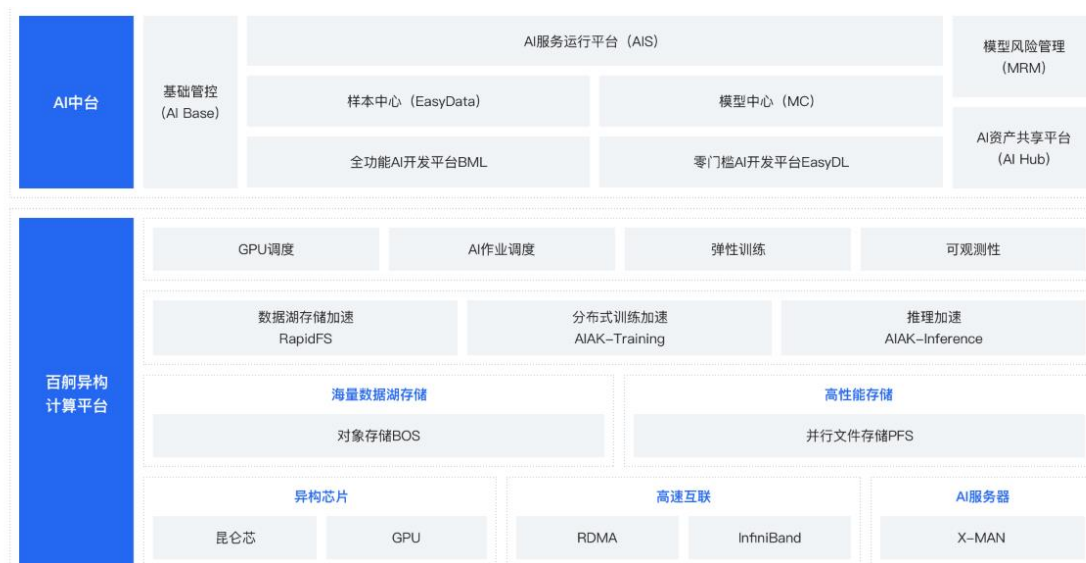 AI中台
基础管控
(AI Base)
AI服务运行平台（AIS）
样本中心（EasyData）
模型中心（MC）
全功能AI开发平台BML
零门槛AI开发平台EasyDL
模型风险管理
（MRM）
AI资产共享平台
（AI Hub）
百舸异构
计算平台
GPU调度
AI作业调度
弹性训练
可观测性
数据湖存储加速
RapidFS
分布式训练加速
AIAK-Training
推理加速
AIAK-Inference
海量数据湖存储
高性能存储
对象存储BOS
并行文件存储PFS
异构芯片
高速互联
AI服务器
昆仑芯
GPU
RDMA
InfiniBand
X-MAN